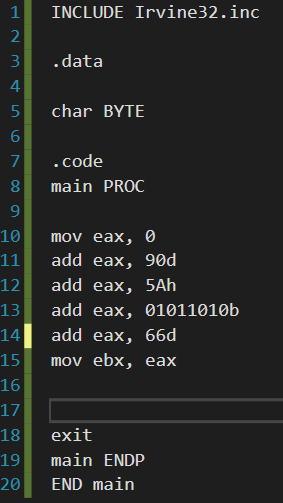 1 INCLUDE Irvine32.inc
2
3 .data
4
5 char BYTE
6
7 .code
8 main PROC
9
10 mov eax, 0
11 add eax, 90d
12 add eax, 5Ah
13 add eax, 01011010b
14 add eax, 66d
15 mov ebx, eax
16
17
18 exit
19 main ENDP
20 END main